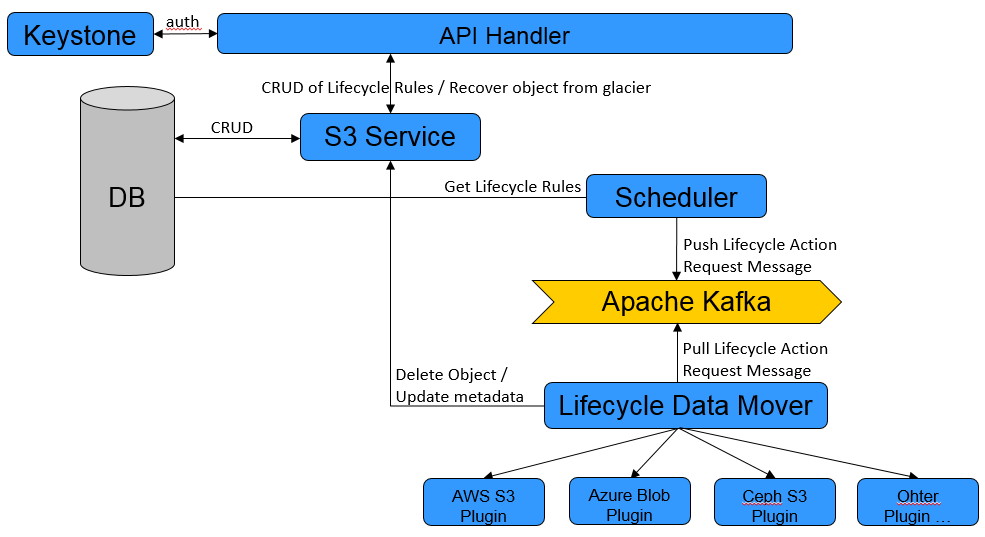 Keystone
auth
API Handler
CRUD of Lifecycle Rules / Recover object from glacier
CRUD
S3 Service
DB
Get Lifecycle Rules
Scheduler
Push Lifecycle Action
Request Message
Apache Kafka
Pull Lifecycle Action
Request Message
Delete Object /
Update metadata
Lifecycle Data Mover
AWS S3
Plugin
Azure Blob
Plugin
Ceph S3
Plugin
Ohter
Plugin ...